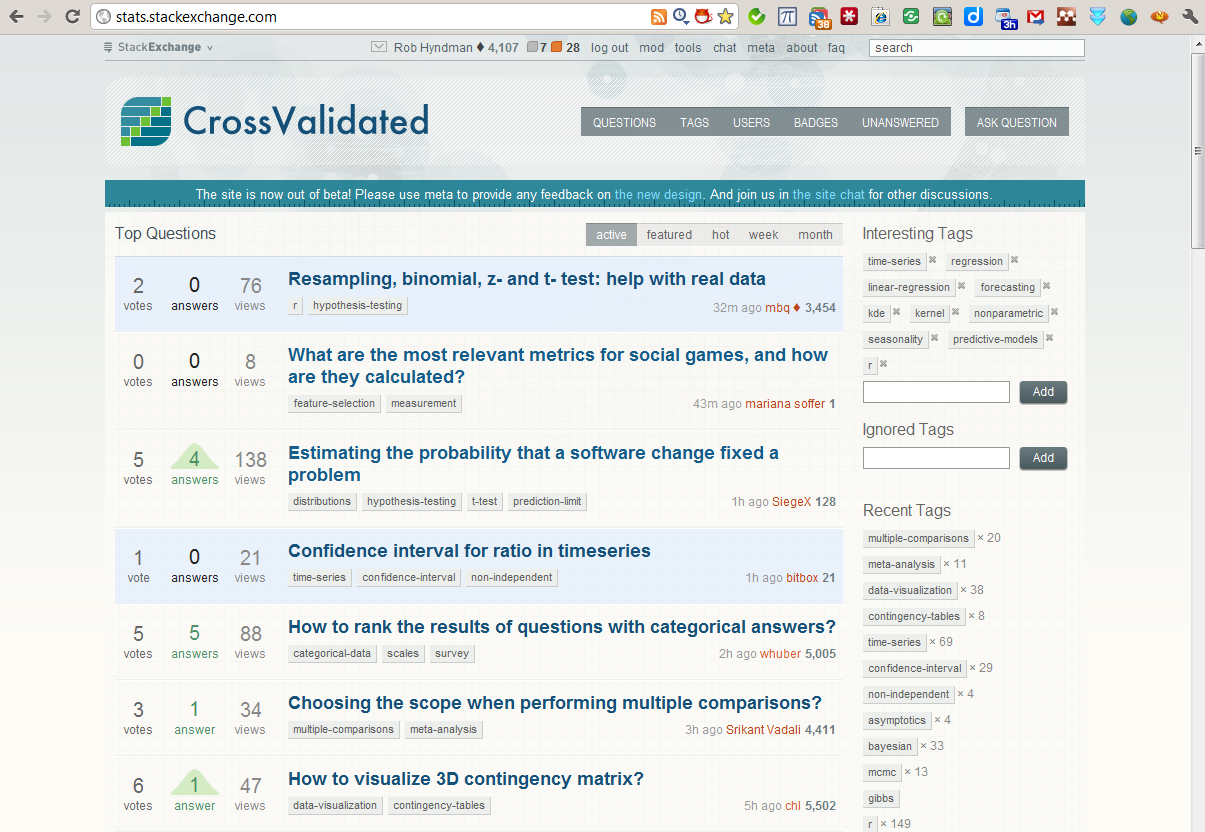 stats.stackexchange.com
38
3h
StackExchange
Rob Hyndman ♦ 4,107 7 28 log out mod tools chat meta about faq search
CrossValidated
QUESTIONS TAGS USERS BADGES UNANSWERED ASK QUESTION
The site is now out of beta! Please use meta to provide any feedback on the new design. And join us in the site chat for other discussions.
Top Questions
active featured hot week month
2 votes
0 answers
76 views
Resampling, binomial, z- and t- test: help with real data
r hypothesis-testing
32m ago mbq ♦ 3,454
0 votes
0 answers
8 views
What are the most relevant metrics for social games, and how
are they calculated?
feature-selection measurement
43m ago mariana soffer 1
5 votes
4 answers
138 views
Estimating the probability that a software change fixed a
problem
distributions hypothesis-testing t-test prediction-limit
1h ago SiegeX 128
1 vote
0 answers
21 views
Confidence interval for ratio in timeseries
time-series confidence-interval non-independent
1h ago bitbox 21
5 votes
5 answers
88 views
How to rank the results of questions with categorical answers?
categorical-data scales survey
2h ago whuber 5,005
3 votes
1 answer
34 views
Choosing the scope when performing multiple comparisons?
multiple-comparisons meta-analysis
3h ago Srikant Vadali 4,411
6 votes
1 answer
47 views
How to visualize 3D contingency matrix?
data-visualization contingency-tables
5h ago chl 5,502
Interesting Tags
time-series regression
linear-regression forecasting
kde kernel nonparametric
seasonality predictive-models
r
Add
Ignored Tags
Add
Recent Tags
multiple-comparisons × 20
meta-analysis × 11
data-visualization × 38
contingency-tables × 8
time-series × 69
confidence-interval × 29
non-independent × 4
asymptotics × 4
bayesian × 33
mcmc × 13
gibbs
r × 149